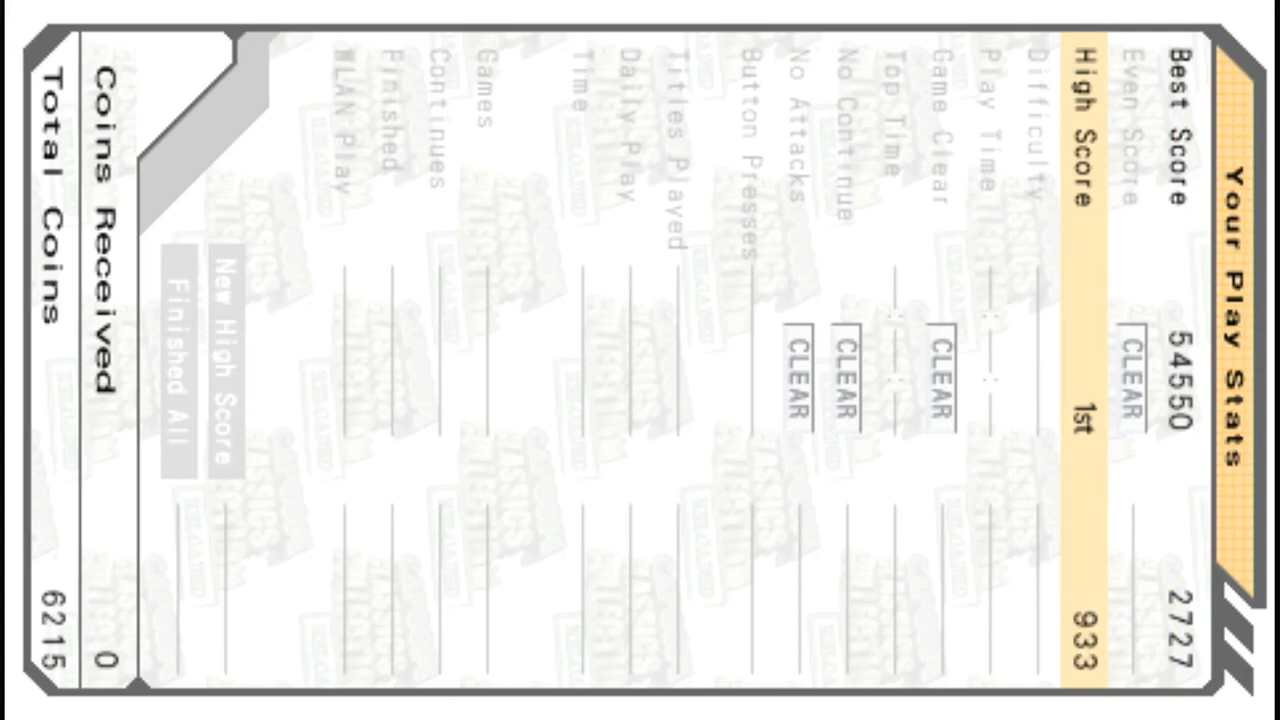 Your Play Stats
Best Score 54550 2727
Even Score CLEAR
High Score 1st 933
Difficulty
Play Time : :
Game Clear CLEAR
Top Time : :
No Continue CLEAR
No Attacks CLEAR
Button Presses
Titles Played
Daily Play
Time
Games
Continues
Finished
WLAN Play
New High Score
Finished All
Coins Received 0
Total Coins 6215